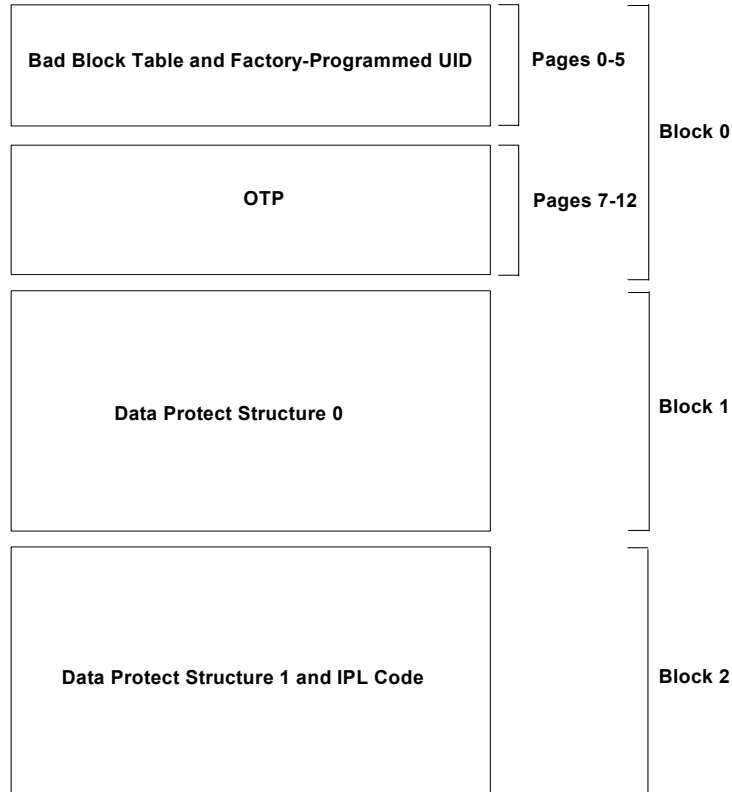 Bad Block Table and Factory-Programmed UID
Pages 0-5
Block 0
OTP
Pages 7-12
Data Protect Structure 0
Block 1
Data Protect Structure 1 and IPL Code
Block 2